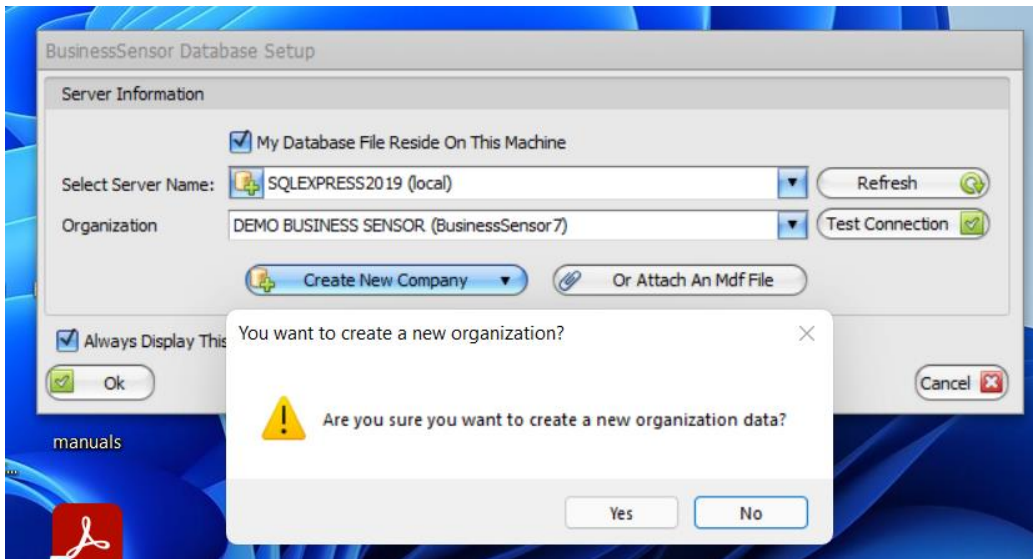 BusinessSensor Database Setup
Server Information
My Database File Reside On This Machine
Select Server Name: SQLEXPRESS2019 (local) Refresh
Organization DEMO BUSINESS SENSOR (BusinessSensor7) Test Connection
Create New Company Or Attach An Mdf File
You want to create a new organization?
Always Display This
Ok Cancel
Are you sure you want to create a new organization data?
manuals
...
Yes No